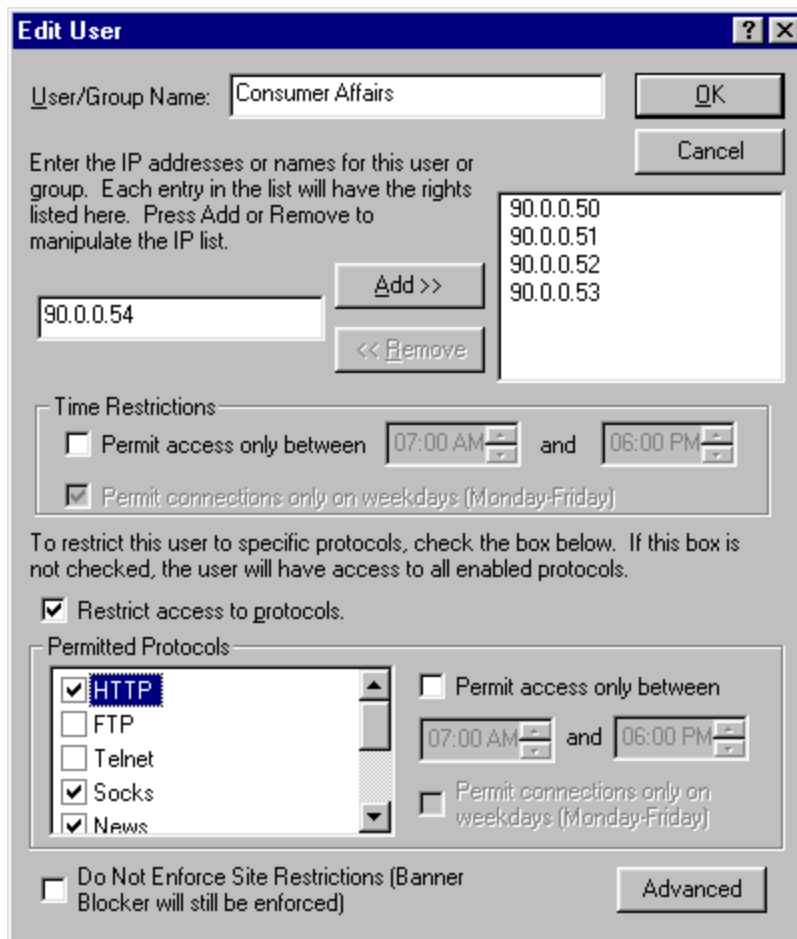 Edit User
User/Group Name:
Consumer Affairs
OK
Cancel
Enter the IP addresses or names for this user or
group. Each entry in the list will have the rights
listed here. Press Add or Remove to
manipulate the IP list.
90.0.0.50
90.0.0.51
90.0.0.52
90.0.0.53
Add >>
90.0.0.54
<< Remove
Time Restrictions
Permit access only between 07:00 AM and 06:00 PM
Permit connections only on weekdays (Monday-Friday)
To restrict this user to specific protocols, check the box below. If this box is
not checked, the user will have access to all enabled protocols.
Restrict access to protocols.
Permitted Protocols
HTTP
FTP
Telnet
Socks
News
Permit access only between
07:00 AM and 06:00 PM
Permit connections only on
weekdays (Monday-Friday)
Do Not Enforce Site Restrictions (Banner
Blocker will still be enforced)
Advanced